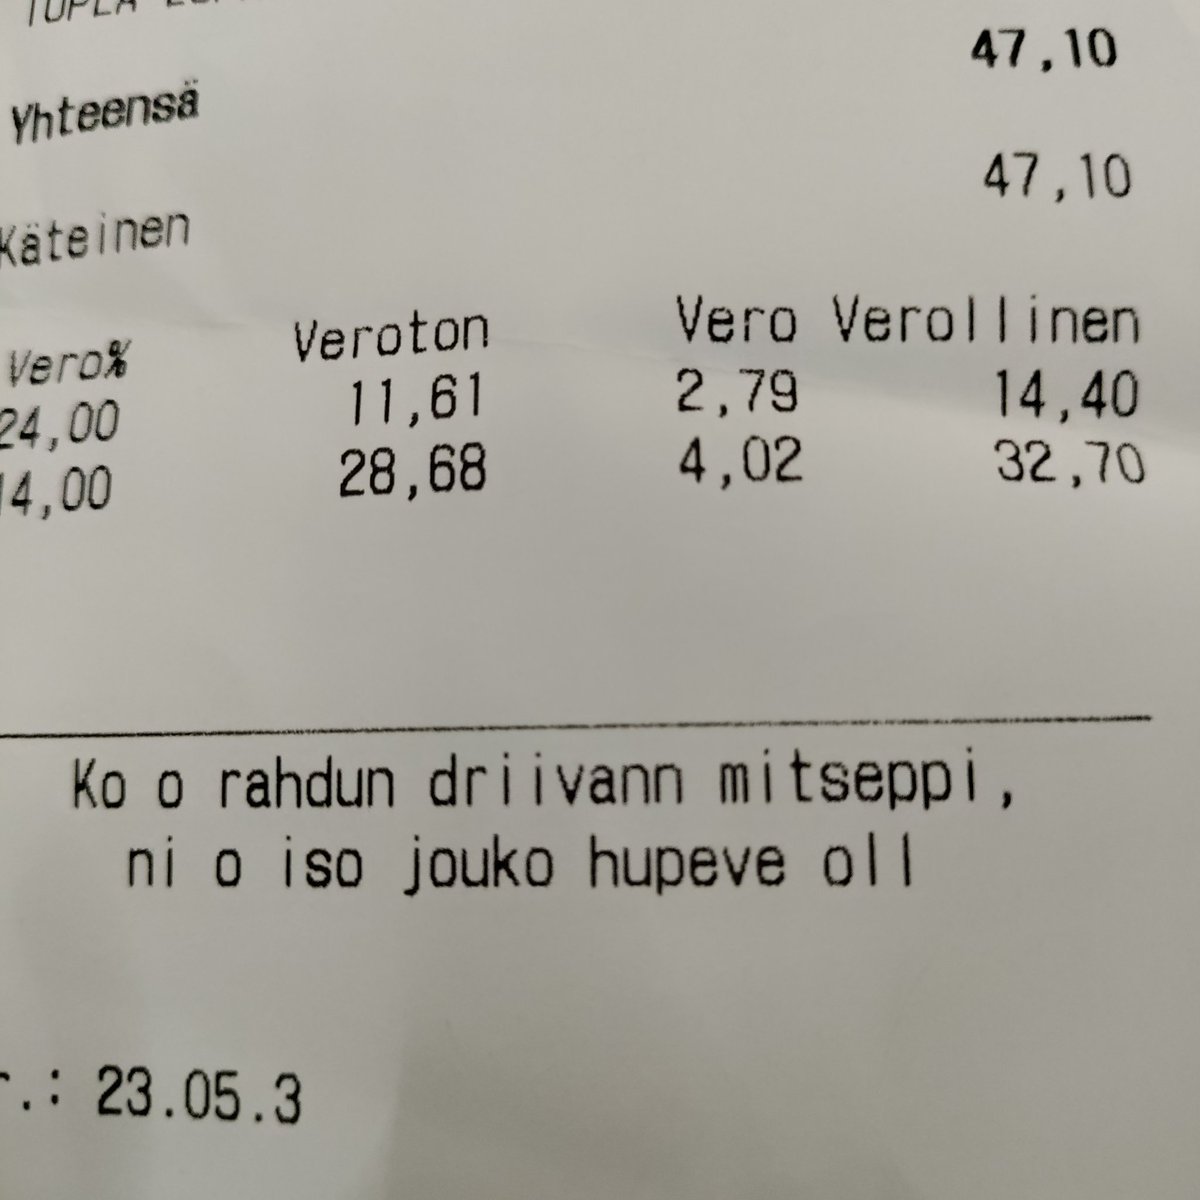 TUPLA
47,10
Yhteensä
47,10
Käteinen
Vero% Veroton Vero Verollinen
24,00 11,61 2,79 14,40
14,00 28,68 4,02 32,70
Ko o rahdun driivann mitseppi,
ni o iso jouko hupeve oll
r.: 23.05.3